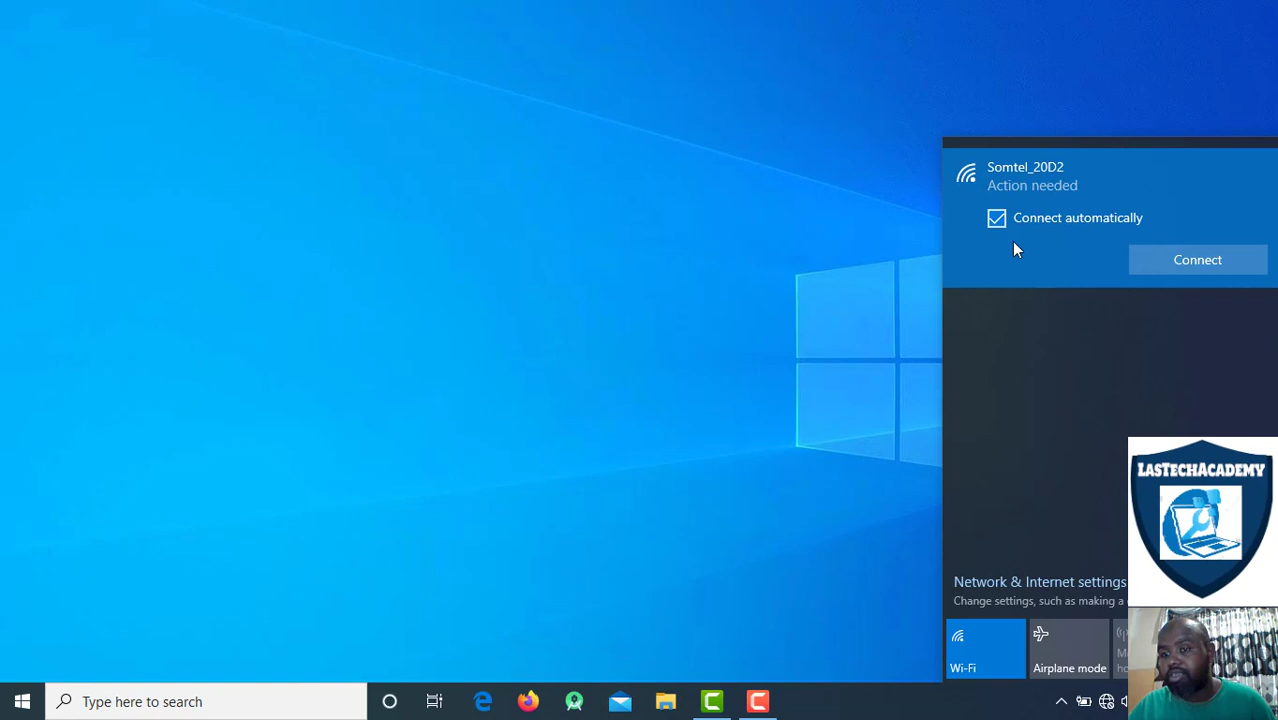 Somtel_20D2
Action needed
Connect automatically
Connect
LASTECHACADEMY
Network & Internet settings
Change settings, such as making a
Wi-Fi
Airplane mode
Type here to search